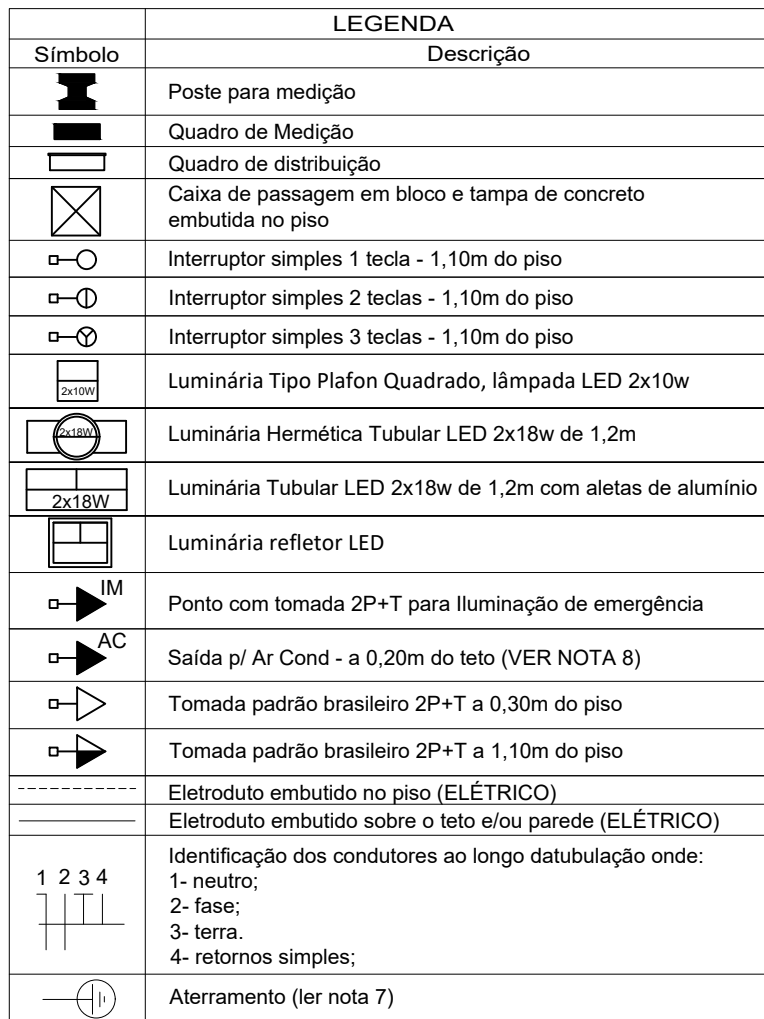 LEGENDA
Símbolo Descrição
Poste para medição
Quadro de Medição
Quadro de distribuição
Caixa de passagem em bloco e tampa de concreto
embutida no piso
Interruptor simples 1 tecla - 1,10m do piso
Interruptor simples 2 teclas - 1,10m do piso
Interruptor simples 3 teclas - 1,10m do piso
2x10W Luminária Tipo Plafon Quadrado, lâmpada LED 2x10w
2x18W Luminária Hermética Tubular LED 2x18w de 1,2m
2x18W Luminária Tubular LED 2x18w de 1,2m com aletas de alumínio
Luminária refletor LED
IM Ponto com tomada 2P+T para Iluminação de emergência
AC Saída p/ Ar Cond - a 0,20m do teto (VER NOTA 8)
Tomada padrão brasileiro 2P+T a 0,30m do piso
Tomada padrão brasileiro 2P+T a 1,10m do piso
Eletroduto embutido no piso (ELÉTRICO)
Eletroduto embutido sobre o teto e/ou parede (ELÉTRICO)
Identificação dos condutores ao longo datubulação onde:
1 2 3 4
1- neutro;
2- fase;
3- terra.
4- retornos simples;
Aterramento (ler nota 7)